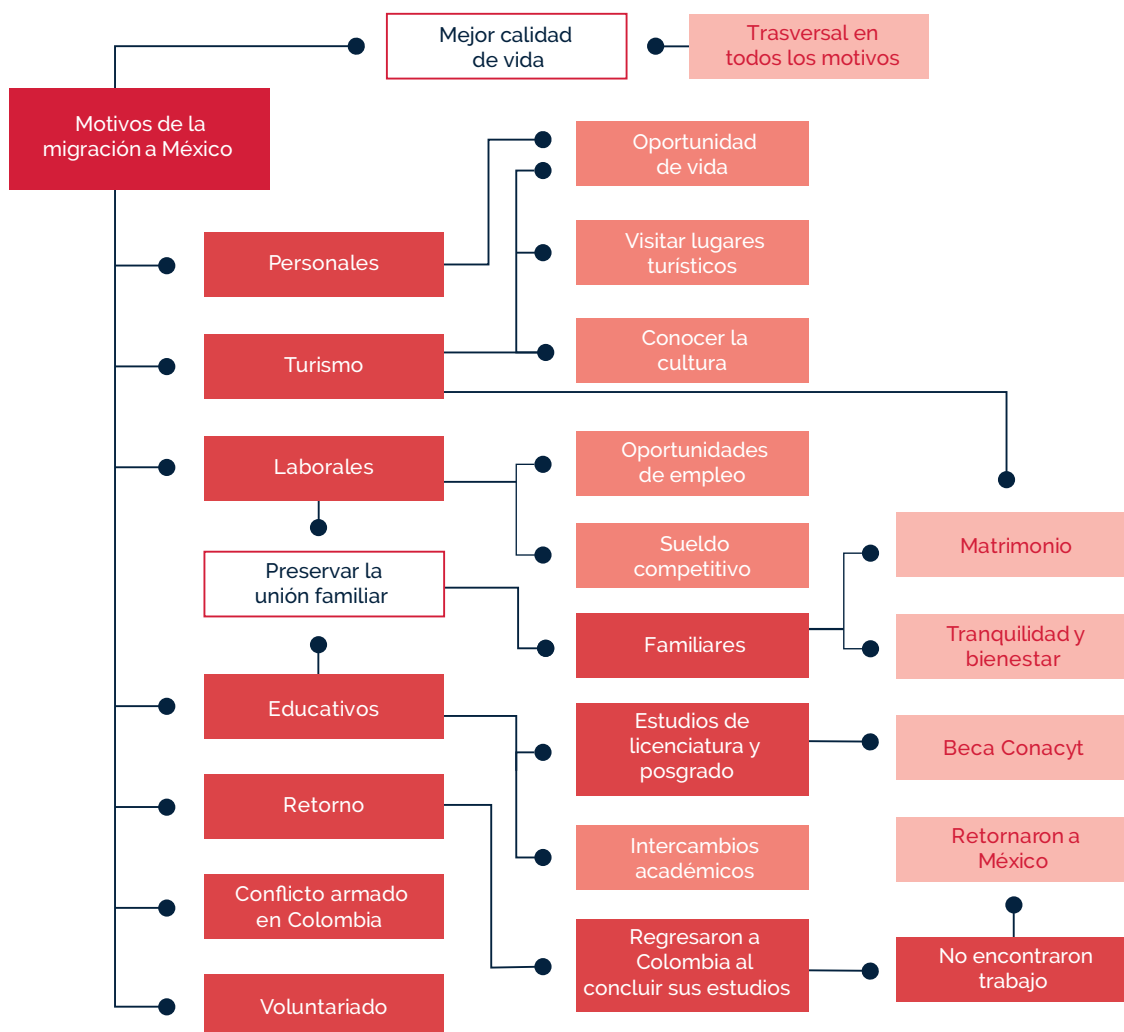 Mejor calidad
de vida
Trasversal en
todos los motivos
Motivos de la
migración a México
Oportunidad
de vida
Personales
Visitar lugares
turísticos
Turismo
Conocer la
cultura
Laborales
Oportunidades
de empleo
Sueldo
competitivo
Matrimonio
Preservar la
unión familiar
Familiares
Tranquilidad y
bienestar
Educativos
Estudios de
licenciatura y
posgrado
Beca Conacyt
Retorno
Intercambios
académicos
Retornaron a
México
Conflicto armado
en Colombia
Regresaron a
Colombia al
concluir sus estudios
No encontraron
trabajo
Voluntariado